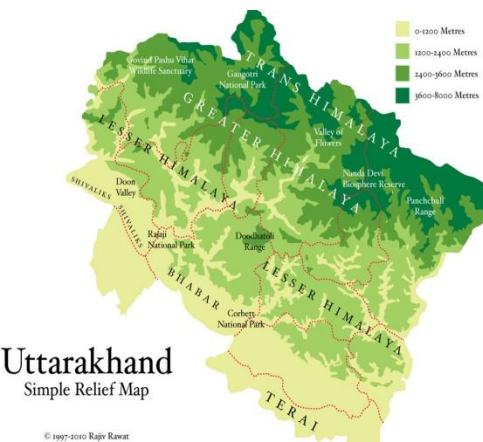 0-1200 Metres
1200-2400 Metres
2400-3600 Metres
3600-8000 Metres
Govind Pashu Vihar
Wildlife Sanctuary
Gangotri
National Park
TRANS HIMALAYA
GREATER HIMALAYA
Valley of
Flowers
LESSER HIMALAYA
Nanda Devi
Biosphere Reserve
Doon
Valley
SHIVALIKS
SHIVALIKS
Panchchuli
Range
Rajaji
National Park
Doodhatoli
Range
BHABAR
LESSER HIMALAYA
Corbett
National Park
TERAI
Uttarakhand
Simple Relief Map
© 1997-2010 Rajiv Rawat